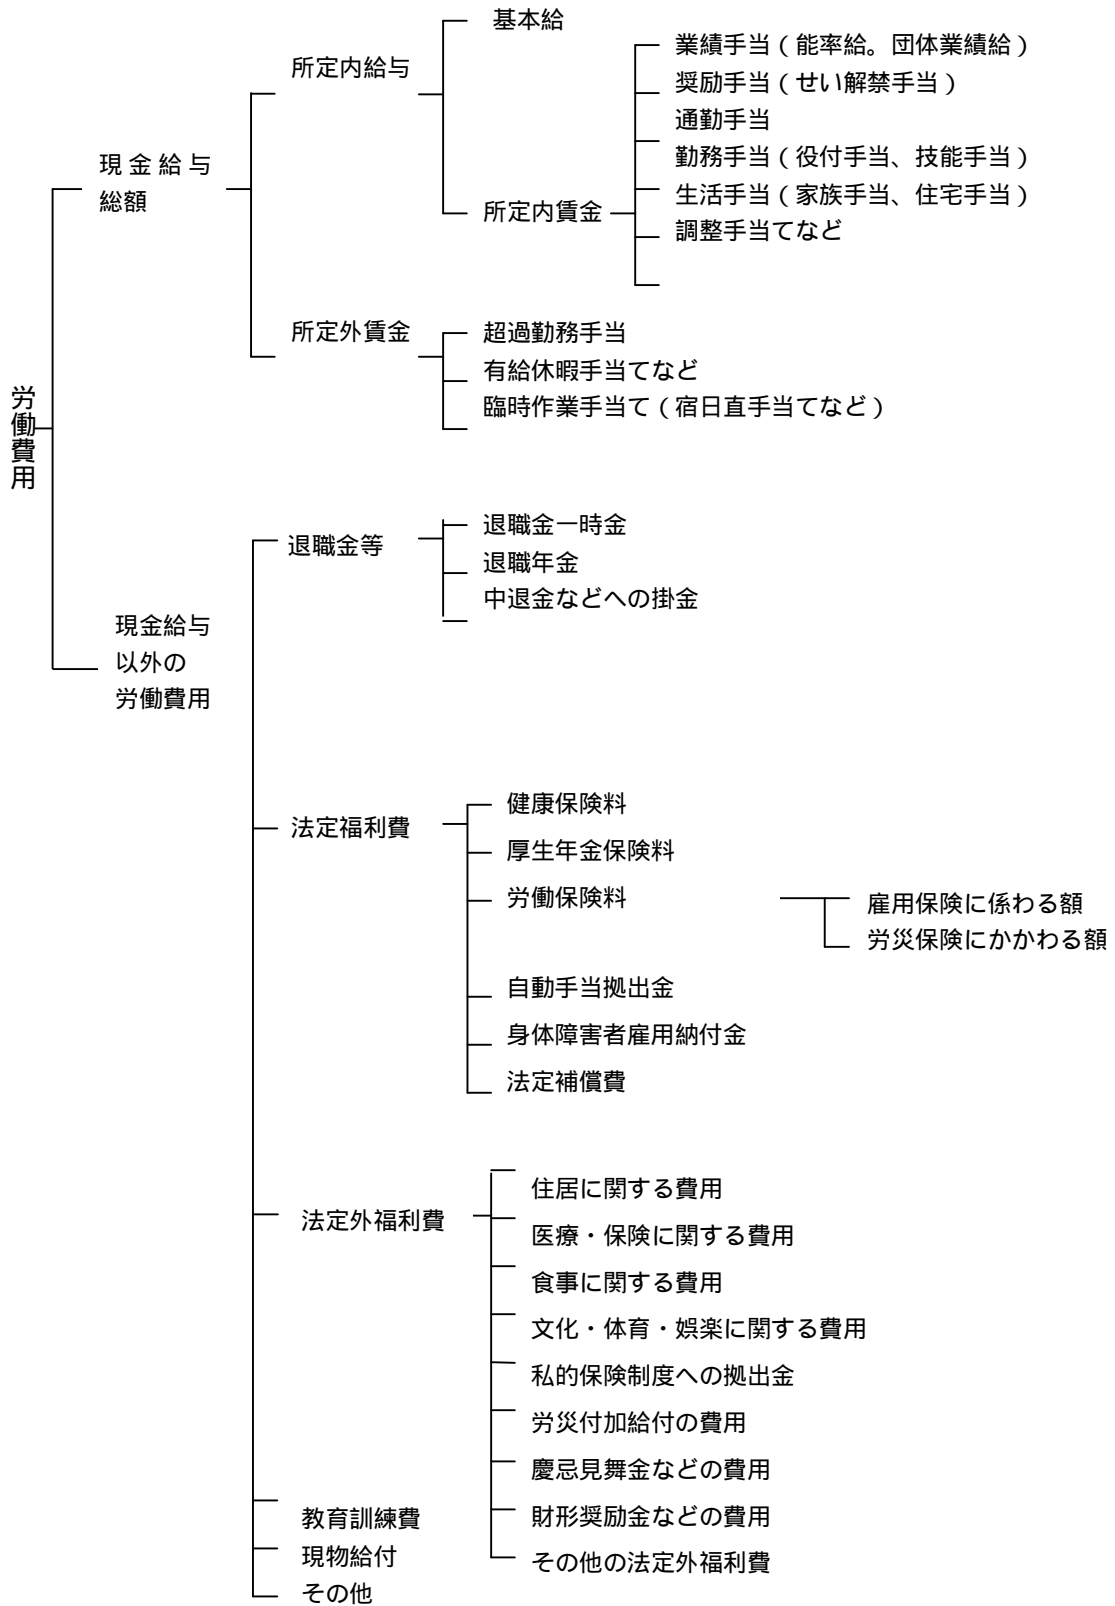 労働費用
現金給与
総額
所定内給与
基本給
所定内賃金
業績手当(能率給。団体業績給)
奨励手当(せい解禁手当)
通勤手当
勤務手当(役付手当、技能手当)
生活手当(家族手当、住宅手当)
調整手当てなど
所定外賃金
超過勤務手当
有給休暇手当てなど
臨時作業手当て(宿日直手当てなど)
現金給与
以外の
労働費用
退職金等
退職金一時金
退職年金
中退金などへの掛金
法定福利費
健康保険料
厚生年金保険料
労働保険料
雇用保険に係わる額
労災保険にかかわる額
自動手当拠出金
身体障害者雇用納付金
法定補償費
法定外福利費
住居に関する費用
医療・保険に関する費用
食事に関する費用
文化・体育・娯楽に関する費用
私的保険制度への拠出金
労災付加給付の費用
慶忌見舞金などの費用
財形奨励金などの費用
その他の法定外福利費
教育訓練費
現物給付
その他